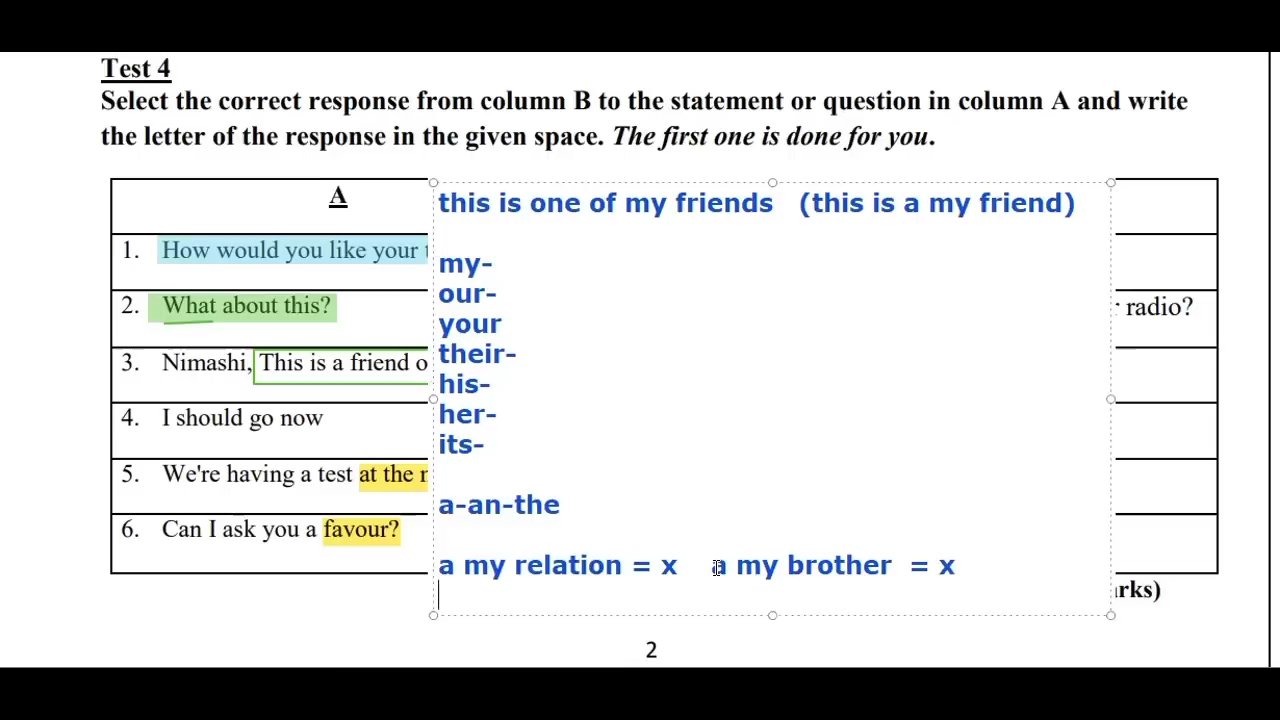 Test 4
Select the correct response from column B to the statement or question in column A and write
the letter of the response in the given space. The first one is done for you.
A
this is one of my friends (this is a my friend)
1. How would you like your
2. What about this?
radio?
3. Nimashi, This is a friend
4. I should go now
5. We're having a test at the
6. Can I ask you a favour?
my-
our-
your
their-
his-
her-
its-
a-an-the
a my relation = x a my brother = x
2